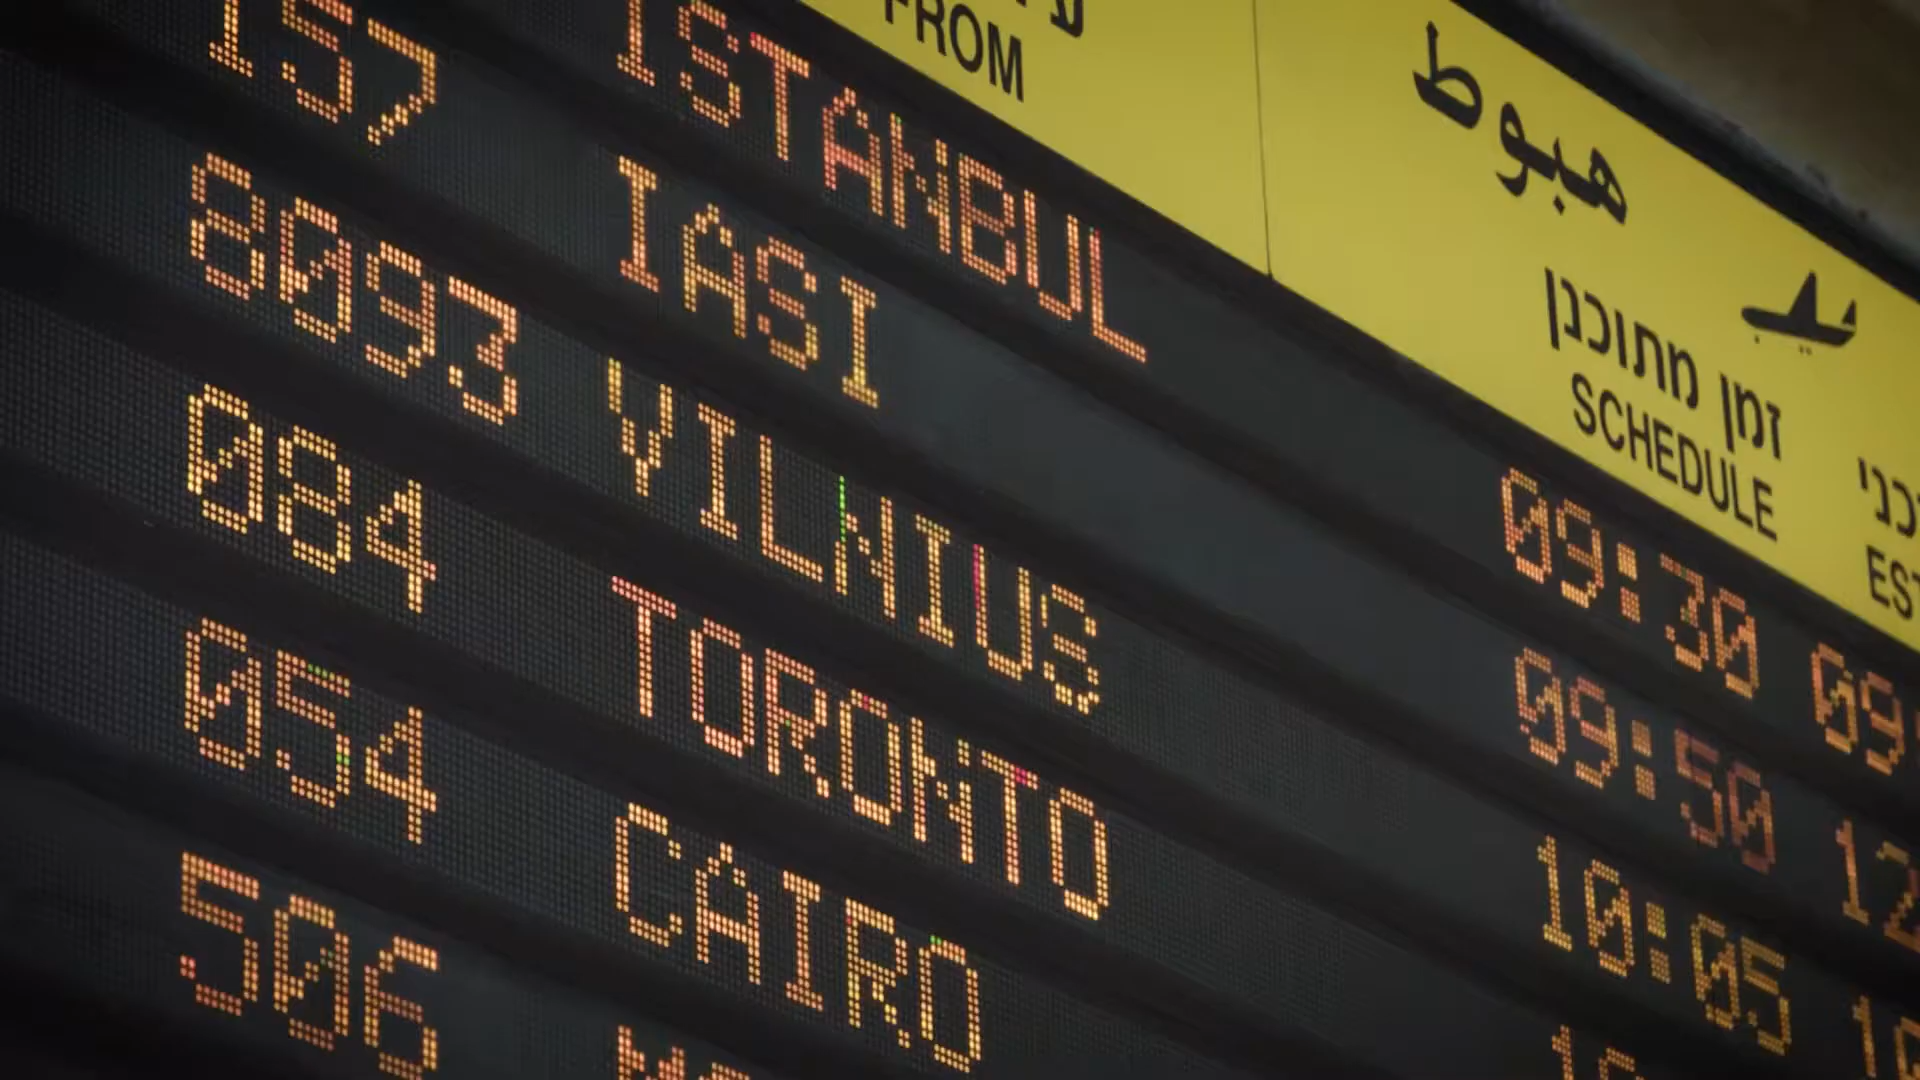 FROM
هبوط
זמן מתוכנן
SCHEDULE
ISTANBUL 09:30
157 IASI 09:50
8093 VILNIUS 10:05
084 TORONTO
054 CAIRO
506